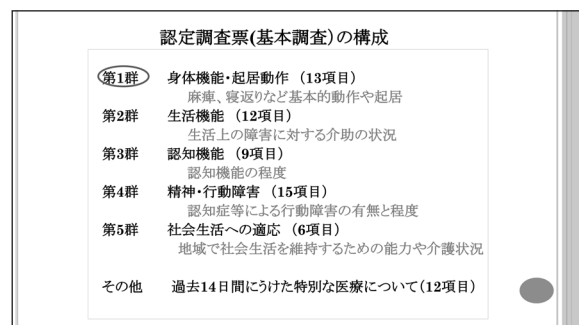 認定調査票(基本調査)の構成
第1群 身体機能・起居動作 (13項目)
麻痺、寝返りなど基本的動作や起居
第2群 生活機能 (12項目)
生活上の障害に対する介助の状況
第3群 認知機能 (9項目)
認知機能の程度
第4群 精神・行動障害 (15項目)
認知症等による行動障害の有無と程度
第5群 社会生活への適応 (6項目)
地域で社会生活を維持するための能力や介護状況
その他 過去14日間にうけた特別な医療について(12項目)